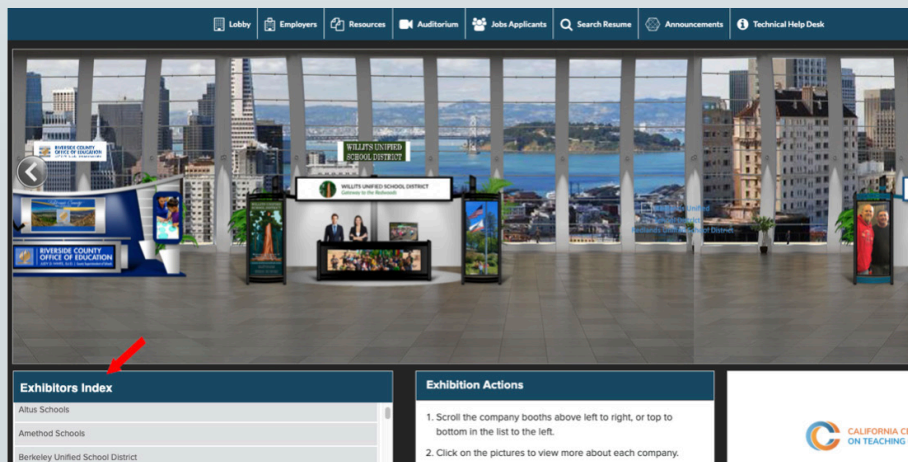 Lobby
Employers
Resources
Auditorium
Jobs Applicants
Search Resume
Announcements
Technical Help Desk
RIVERSIDE COUNTY
OFFICE OF EDUCATION
WILLITS UNIFIED
SCHOOL DISTRICT
WILLITS UNIFIED SCHOOL DISTRICT
Gateway to the Redwoods
RIVERSIDE COUNTY
OFFICE OF EDUCATION
Exhibitors Index
Altus Schools
Amethod Schools
Berkeley Unified School District
Exhibition Actions
1. Scroll the company booths above left to right, or top to
bottom in the list to the left.
2. Click on the pictures to view more about each company.
CALIFORNIA CE
ON TEACHING